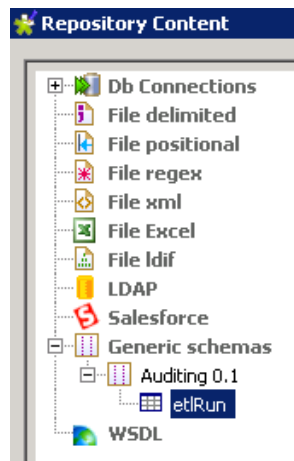 Repository Content
Db Connections
File delimited
File positional
File regex
File xml
File Excel
File ldif
LDAP
Salesforce
Generic schemas
Auditing 0.1
etlRun
WSDL